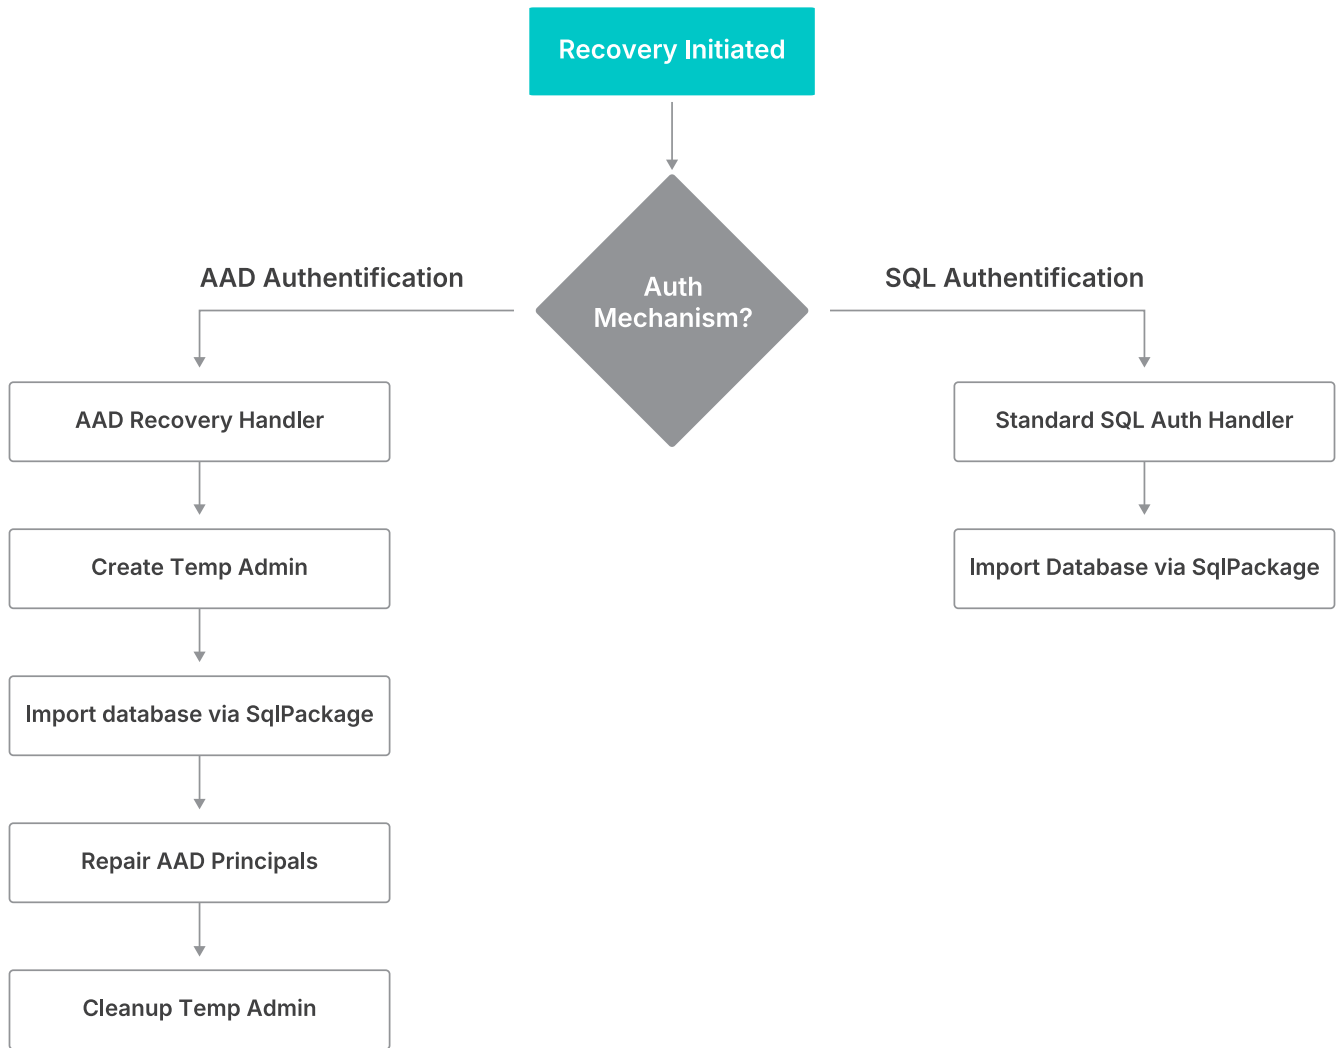 Recovery Initiated
Auth
Mechanism?
AAD Authentification
SQL Authentification
AAD Recovery Handler
Standard SQL Auth Handler
Create Temp Admin
Import Database via SqlPackage
Import database via SqlPackage
Repair AAD Principals
Cleanup Temp Admin